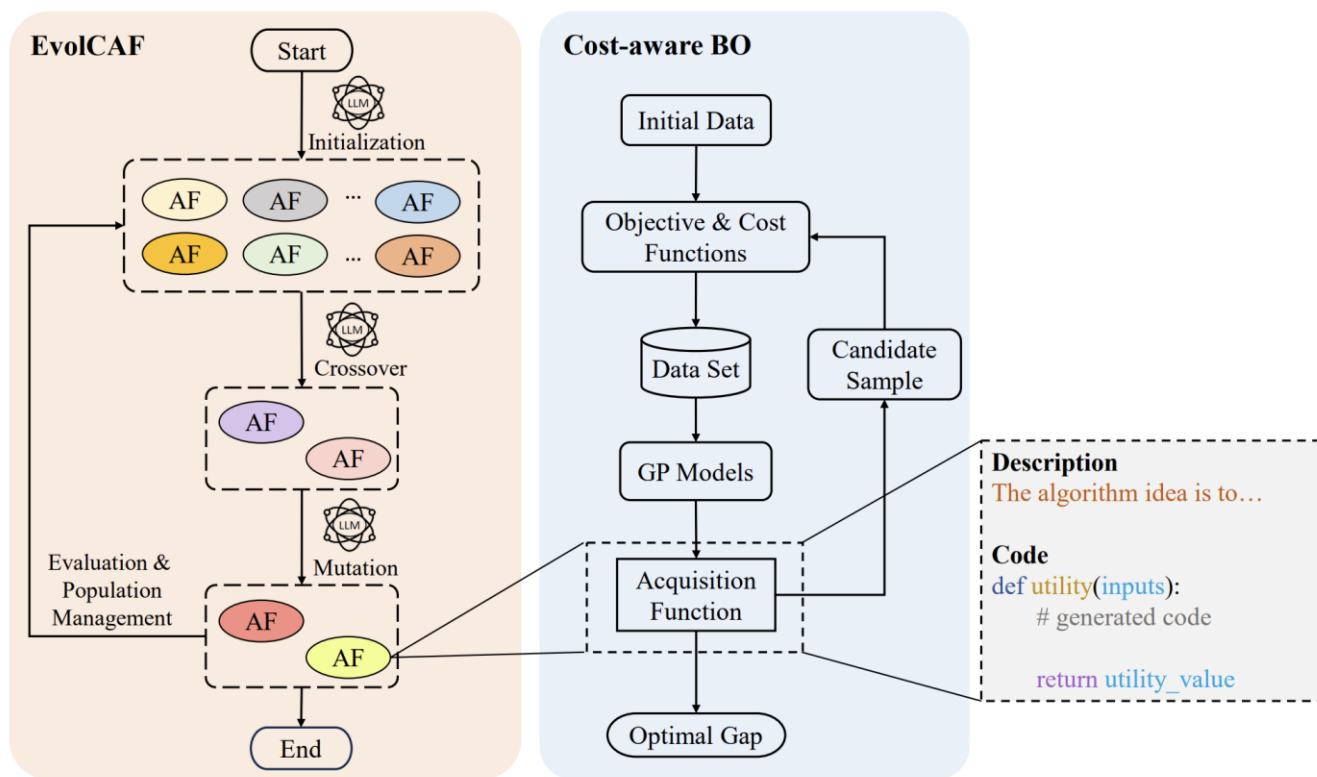 EvolCAF
Start
LLM
Initialization
AF
AF
...
AF
AF
AF
...
AF
LLM
Crossover
AF
AF
LLM
Mutation
Evaluation &
Population
Management
AF
AF
End
Cost-aware BO
Initial Data
Objective & Cost
Functions
Data Set
Candidate
Sample
GP Models
Acquisition
Function
Optimal Gap
Description
The algorithm idea is to…
Code
def utility(inputs):
# generated code
return utility_value